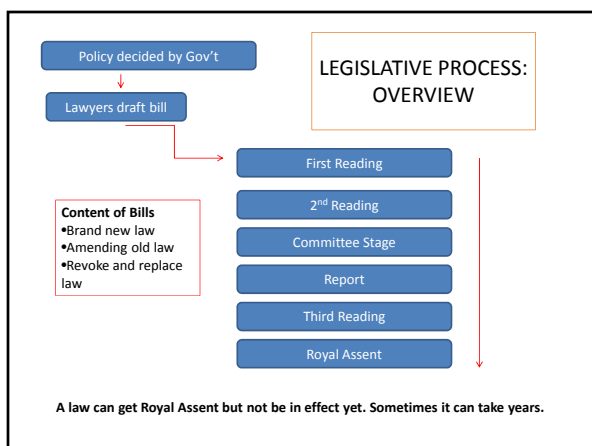 Policy decided by Gov't
LEGISLATIVE PROCESS:
OVERVIEW
Lawyers draft bill
First Reading
2nd Reading
Content of Bills
•Brand new law
•Amending old law
•Revoke and replace
law
Committee Stage
Report
Third Reading
Royal Assent
A law can get Royal Assent but not be in effect yet. Sometimes it can take years.